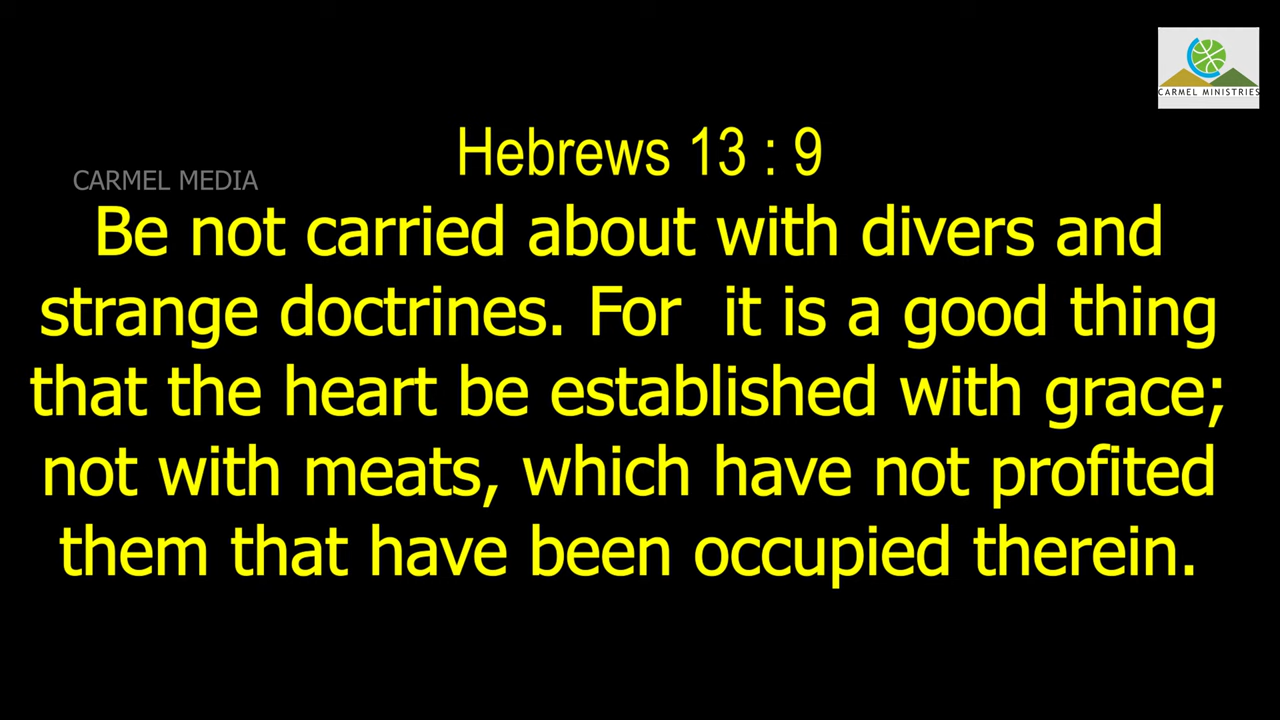 CARMEL MINISTRIES
Hebrews 13 : 9
CARMEL MEDIA
Be not carried about with divers and
strange doctrines. For  it is a good thing
that the heart be established with grace;
not with meats, which have not profited
them that have been occupied therein.